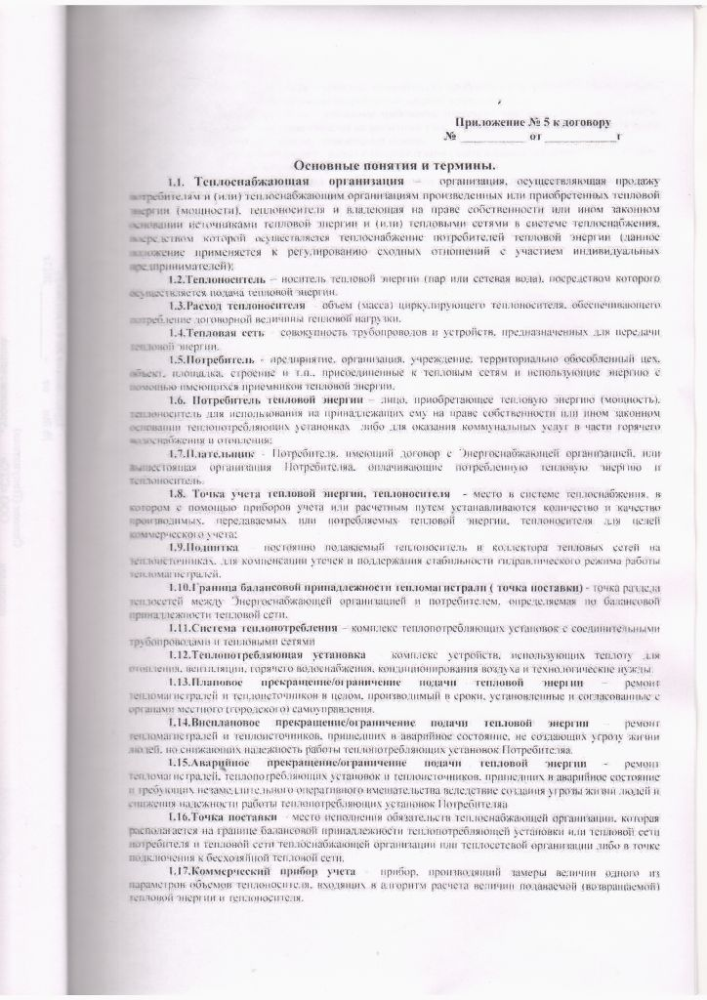 Приложение № 5 к договору
№ ___________ от ____________г
Основные понятия и термины.
1.1. Теплоснабжающая организация – организация, осуществляющая продажу
потребителям и (или) теплоснабжающим организациям произведенных или приобретенных тепловой
энергии (мощности), теплоносителя и владеющая на праве собственности или ином законном
основании источниками тепловой энергии и (или) тепловыми сетями в системе теплоснабжения,
посредством которой осуществляется теплоснабжение потребителей тепловой энергии (данное
положение применяется к регулированию сходных отношений с участием индивидуальных
предпринимателей);
1.2.Теплоноситель – носитель тепловой энергии (пар или сетевая вода), посредством которого
осуществляется подача тепловой энергии.
1.3.Расход теплоносителя - объем (масса) циркулирующего теплоносителя, обеспечивающего
потребление договорной величины тепловой нагрузки.
1.4.Тепловая сеть - совокупность трубопроводов и устройств, предназначенных для передачи
тепловой энергии.
1.5.Потребитель - предприятие, организация, учреждение, территориально обособленный цех,
объект, площадка, строение и т.п., присоединенные к тепловым сетям и использующие энергию с
помощью имеющихся приемников тепловой энергии.
1.6. Потребитель тепловой энергии – лицо, приобретающее тепловую энергию (мощность),
теплоноситель для использования на принадлежащих ему на праве собственности или ином законном
основании теплопотребляющих установках либо для оказания коммунальных услуг в части горячего
водоснабжения и отопления;
1.7.Плательщик - Потребителя, имеющий договор с Энергоснабжающей организацией, или
вышестоящая организация Потребителяа, оплачивающие потребленную тепловую энергию и
теплоноситель.
1.8. Точка учета тепловой энергии, теплоносителя - место в системе теплоснабжения, в
котором с помощью приборов учета или расчетным путем устанавливаются количество и качество
производимых, передаваемых или потребляемых тепловой энергии, теплоносителя для целей
коммерческого учета;
1.9.Подпитка - постоянно подаваемый теплоноситель в коллектора тепловых сетей на
теплоисточниках, для компенсации утечек и поддержания стабильности гидравлического режима работы
тепломагистралей.
1.10.Граница балансовой принадлежности тепломагистрали ( точка поставки) - точка раздела
теплосетей между Энергоснабжающей организацией и потребителем, определяемая по балансовой
принадлежности тепловой сети.
1.11.Система теплопотребления – комплекс теплопотребляющих установок с соединительными
трубопроводами и тепловыми сетями
1.12.Теплопотребляющая установка - комплекс устройств, использующих теплоту для
отопления, вентиляции, горячего водоснабжения, кондиционирования воздуха и технологические нужды.
1.13.Плановое прекращение/ограничение подачи тепловой энергии – ремонт
тепломагистралей и теплоисточников в целом, производимый в сроки, установленные и согласованные с
органами местного (городского) самоуправления.
1.14.Внеплановое прекращение/ограничение подачи тепловой энергии – ремонт
тепломагистралей и теплоисточников, пришедших в аварийное состояние, не создающих угрозу жизни
людей, но снижающих надежность работы теплопотребляющих установок Потребителяа.
1.15.Аварийное прекращение/ограничение подачи тепловой энергии - ремонт
тепломагистралей, теплопотребляющих установок и теплоисточников, пришедших в аварийное состояние
и требующих незамедлительного оперативного вмешательства вследствие создания угрозы жизни людей и
снижения надежности работы теплопотребляющих установок Потребителяа
1.16.Точка поставки - место исполнения обязательств теплоснабжающей организации, которая
располагается на границе балансовой принадлежности теплопотребляющей установки или тепловой сети
потребителя и тепловой сети теплоснабжающей организации или теплосетевой организации либо в точке
подключения к бесхозяйной тепловой сети.
1.17.Коммерческий прибор учета - прибор, производящий замеры величин одного из
параметров объемов теплоносителя, входящих в алгоритм расчета величин подаваемой (возвращаемой)
тепловой энергии и теплоносителя.